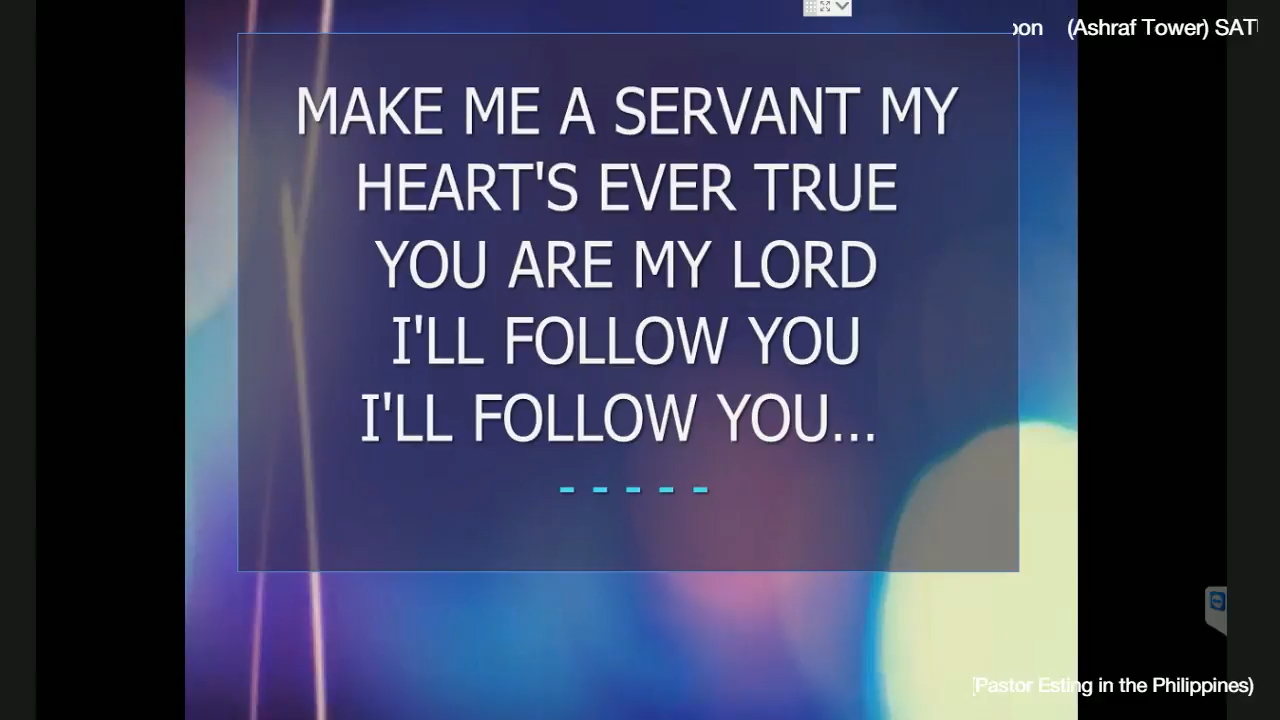 (Ashraf Tower)
MAKE ME A SERVANT MY
HEART'S EVER TRUE
YOU ARE MY LORD
I'LL FOLLOW YOU
I'LL FOLLOW YOU...
- - - - -
(Pastor Esting in the Philippines)